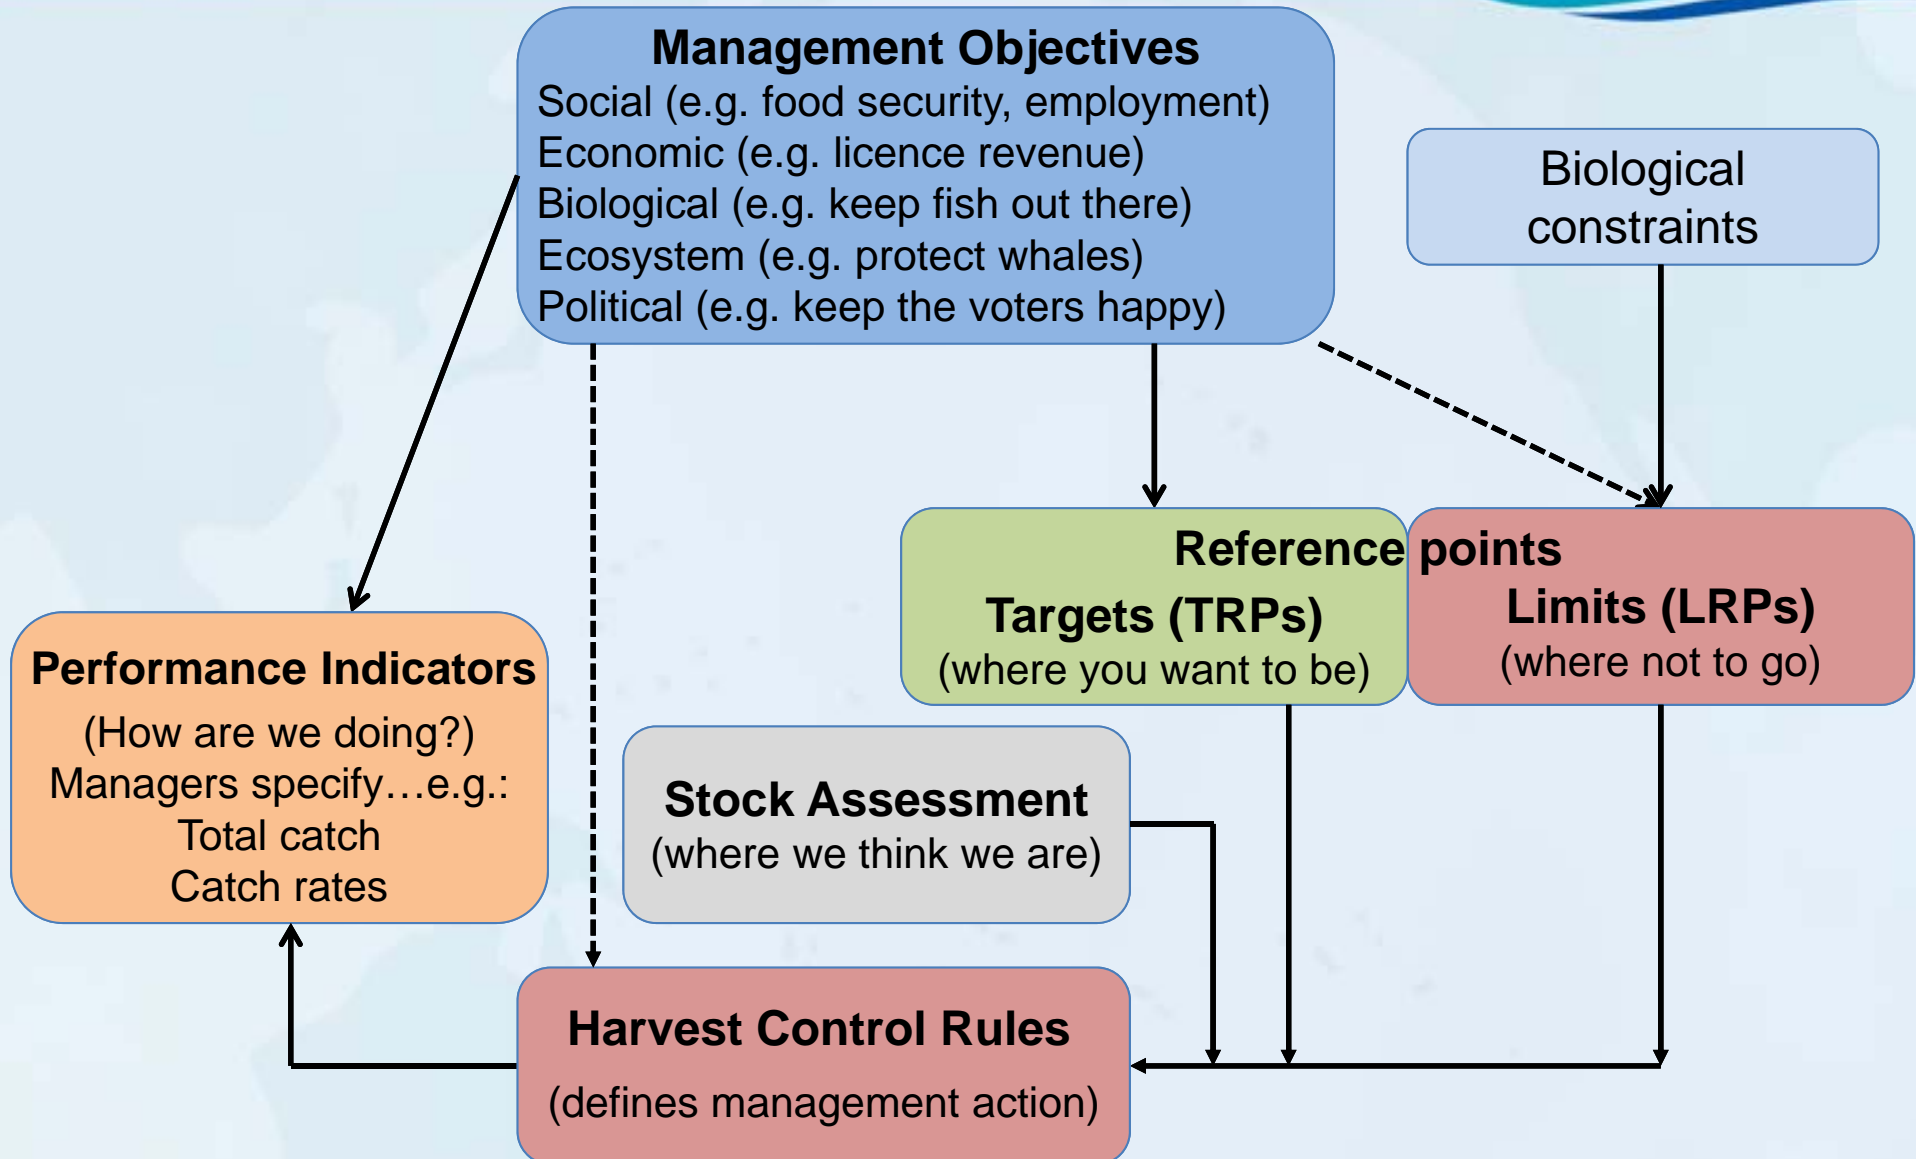 Management Objectives
Social (e.g. food security, employment)
Economic (e.g. licence revenue)
Biological (e.g. keep fish out there)
Ecosystem (e.g. protect whales)
Political (e.g. keep the voters happy)
Biological
constraints
Reference points
Targets (TRPs)
(where you want to be)
Limits (LRPs)
(where not to go)
Performance Indicators
(How are we doing?)
Managers specify…e.g.:
Total catch
Catch rates
Stock Assessment
(where we think we are)
Harvest Control Rules
(defines management action)